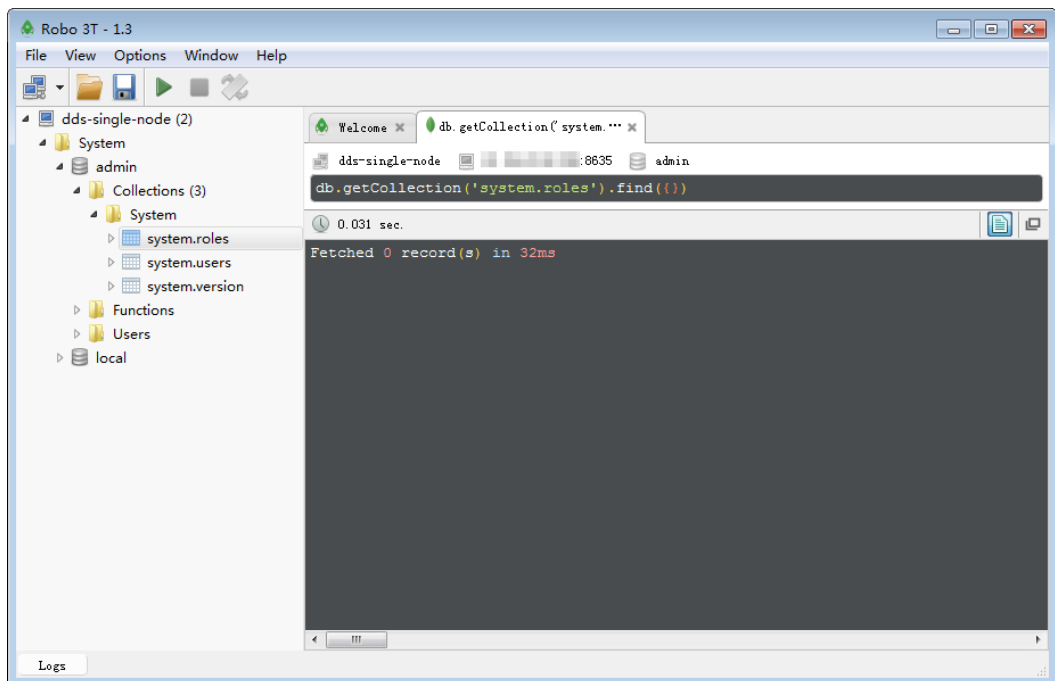 Robo 3T - 1.3
File View Options Window Help
dds-single-node (2)
System
admin
Collections (3)
System
system.roles
system.users
system.version
Functions
Users
local
Welcome
db.getCollection('system.…
dds-single-node :8635 admin
db.getCollection('system.roles').find({})
0.031 sec.
Fetched 0 record(s) in 32ms
Logs